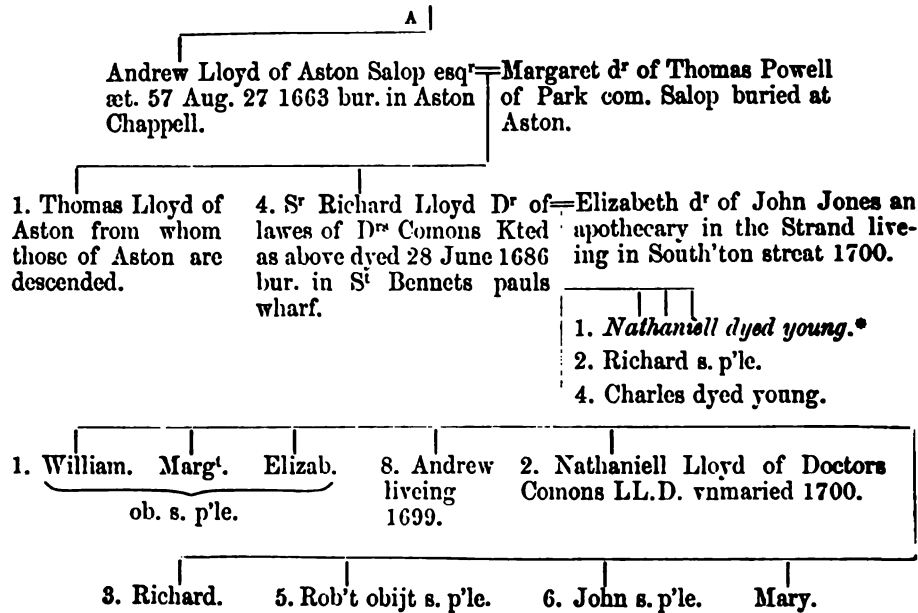 A
Andrew Lloyd of Aston Salop esqʳ=Margaret dʳ of Thomas Powell
æt. 57 Aug. 27 1663 bur. in Aston of Park com. Salop buried at
Chappell. Aston.
1. Thomas Lloyd of
Aston from whom
those of Aston are
descended.
4. Sʳ Richard Lloyd Dʳ of=Elizabeth dʳ of John Jones an
lawes of Dʳˢ Comons Kted apothecary in the Strand live-
as above dyed 28 June 1686 ing in South'ton streat 1700.
bur. in Sᵗ Bennets pauls
wharf.
1. Nathaniell dyed young.*
2. Richard s. p'le.
4. Charles dyed young.
1. William. Margᵗ. Elizab.
ob. s. p'le.
8. Andrew
liveing
1699.
2. Nathaniell Lloyd of Doctors
Comons LL.D. vnmaried 1700.
3. Richard. 5. Rob't obijt s. p'le. 6. John s. p'le. Mary.